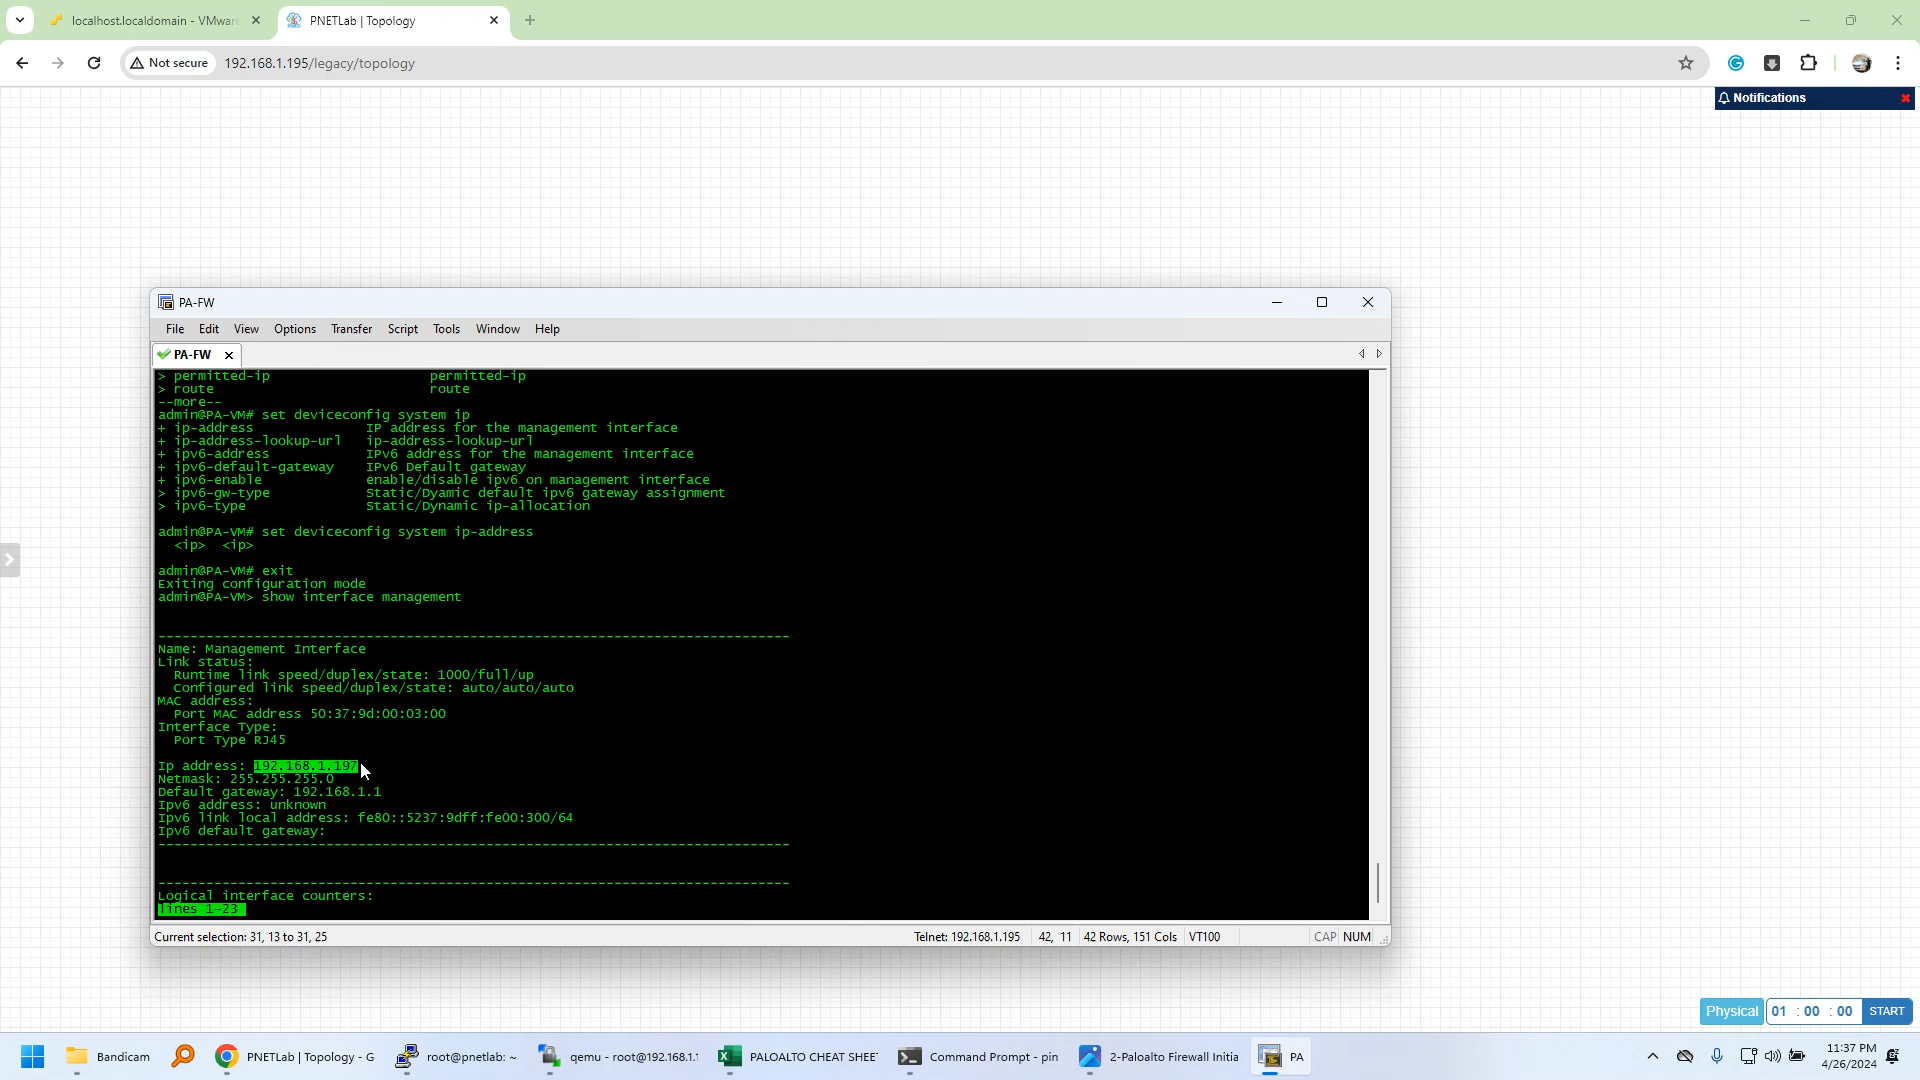 localhost.localdomain - VMware
PNETLab | Topology
Not secure
192.168.1.195/legacy/topology
Notifications
PA-FW
File Edit View Options Transfer Script Tools Window Help
PA-FW
> permitted-ip permitted-ip
> route route
--more--
admin@PA-VM# set deviceconfig system ip
+ ip-address IP address for the management interface
+ ip-address-lookup-url ip-address-lookup-url
+ ipv6-address IPv6 address for the management interface
+ ipv6-default-gateway IPv6 Default gateway
+ ipv6-enable enable/disable ipv6 on management interface
> ipv6-gw-type Static/Dyamic default ipv6 gateway assignment
> ipv6-type Static/Dynamic ip-allocation
admin@PA-VM# set deviceconfig system ip-address
<ip> <ip>
admin@PA-VM# exit
Exiting configuration mode
admin@PA-VM> show interface management
-------------------------------------------------------------------------------
Name: Management Interface
Link status:
Runtime link speed/duplex/state: 1000/full/up
Configured link speed/duplex/state: auto/auto/auto
MAC address:
Port MAC address 50:37:9d:00:03:00
Interface Type:
Port Type RJ45
Ip address: 192.168.1.197
Netmask: 255.255.255.0
Default gateway: 192.168.1.1
Ipv6 address: unknown
Ipv6 link local address: fe80::5237:9dff:fe00:300/64
Ipv6 default gateway:
-------------------------------------------------------------------------------
-------------------------------------------------------------------------------
Logical interface counters:
lines 1-23
Current selection: 31, 13 to 31, 25
Telnet: 192.168.1.195 42, 11 42 Rows, 151 Cols VT100 CAP NUM
Physical 01 : 00 : 00 START
Bandicam
PNETLab | Topology - G
root@pnetlab: ~
qemu - root@192.168.1.1
PALOALTO CHEAT SHEE
Command Prompt - pin
2-Paloalto Firewall Initia
PA
11:37 PM
4/26/2024